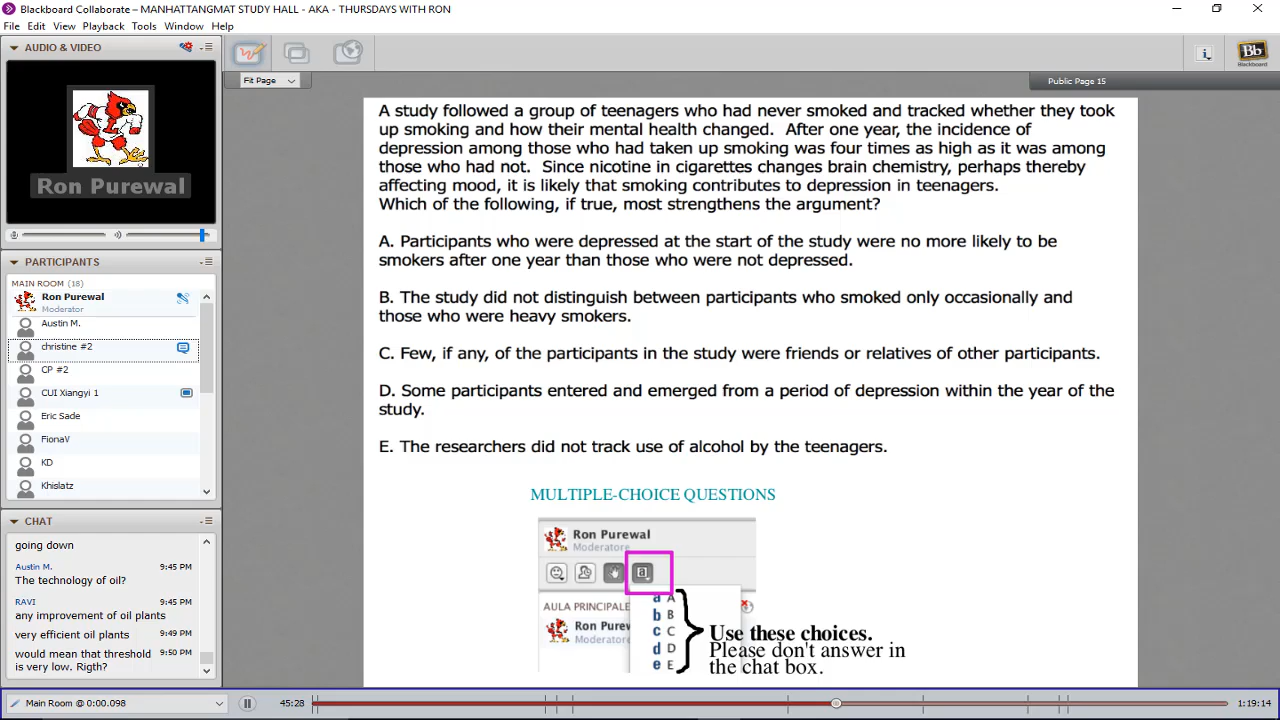 Blackboard Collaborate – MANHATTANGMAT STUDY HALL - AKA - THURSDAYS WITH RON
File Edit View Playback Tools Window Help
AUDIO & VIDEO
Ron Purewal
PARTICIPANTS
MAIN ROOM (18)
Ron Purewal
Moderator
Austin M.
christine #2
CP #2
CUI Xiangyi 1
Eric Sade
FionaV
KD
Khislatz
CHAT
going down
Austin M. 9:45 PM
The technology of oil?
RAVI 9:45 PM
any improvement of oil plants
very efficient oil plants 9:49 PM
would mean that threshold 9:50 PM
is very low. Rigth?
Main Room @ 0:00.098
Fit Page
Public Page 15
i
Bb
Blackboard
A study followed a group of teenagers who had never smoked and tracked whether they took
up smoking and how their mental health changed. After one year, the incidence of
depression among those who had taken up smoking was four times as high as it was among
those who had not. Since nicotine in cigarettes changes brain chemistry, perhaps thereby
affecting mood, it is likely that smoking contributes to depression in teenagers.
Which of the following, if true, most strengthens the argument?
A. Participants who were depressed at the start of the study were no more likely to be
smokers after one year than those who were not depressed.
B. The study did not distinguish between participants who smoked only occasionally and
those who were heavy smokers.
C. Few, if any, of the participants in the study were friends or relatives of other participants.
D. Some participants entered and emerged from a period of depression within the year of the
study.
E. The researchers did not track use of alcohol by the teenagers.
MULTIPLE-CHOICE QUESTIONS
Ron Purewal
Moderatore
a
AULA PRINCIPALE
Ron Purew
Moderatore
a A
b B
c C
d D
e E
Use these choices.
Please don't answer in
the chat box.
45:28
1:19:14